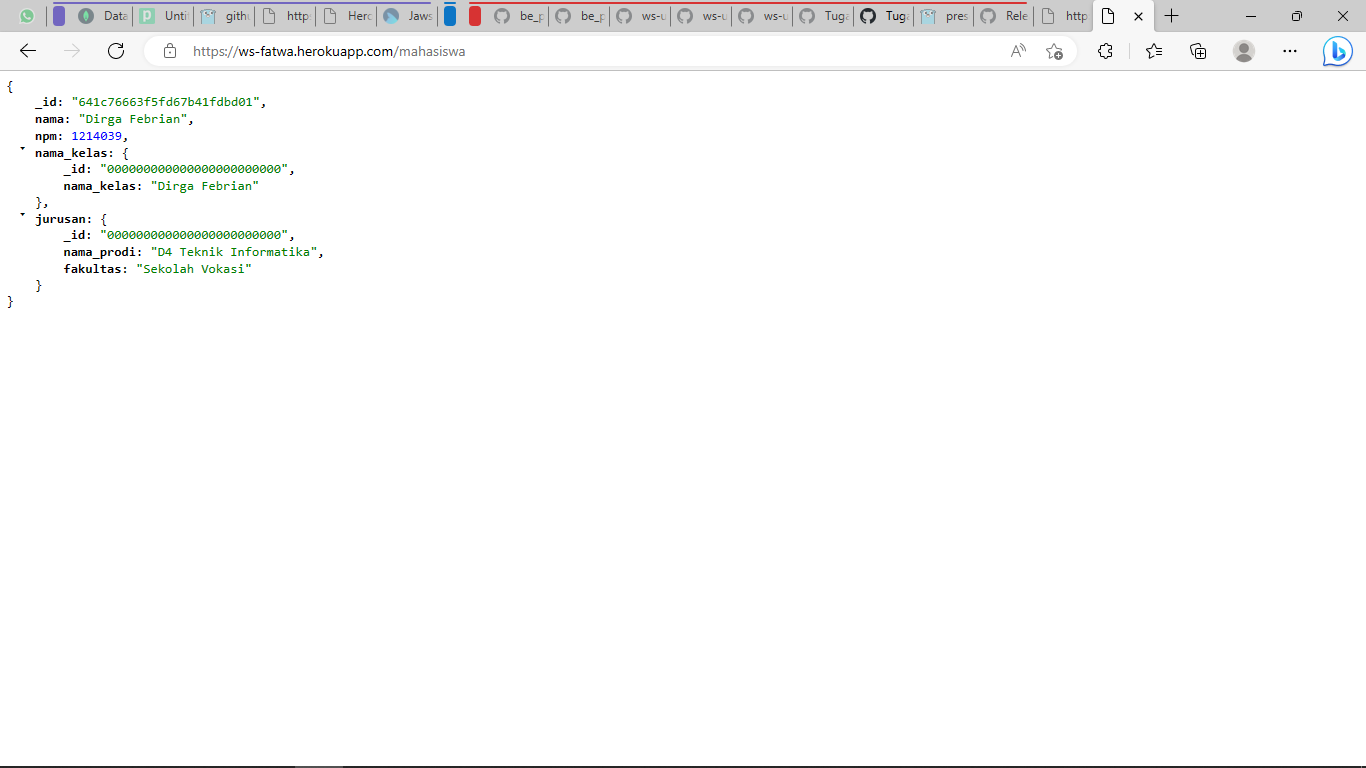 Data
Unti
gith
http
Herc
Jaws
be_p
be_p
ws-u
ws-u
ws-u
Tuga
Tuga
pres
Rele
http
https://ws-fatwa.herokuapp.com/mahasiswa
{
_id: "641c76663f5fd67b41fdbd01",
nama: "Dirga Febrian",
npm: 1214039,
nama_kelas: {
_id: "000000000000000000000000",
nama_kelas: "Dirga Febrian"
},
jurusan: {
_id: "000000000000000000000000",
nama_prodi: "D4 Teknik Informatika",
fakultas: "Sekolah Vokasi"
}
}